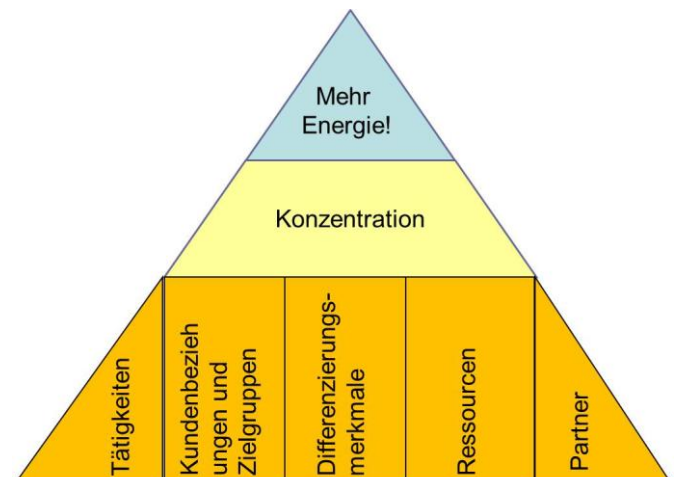 Mehr
Energie!
Konzentration
Tätigkeiten
Kundenbezieh
ungen und
Zielgruppen
Differenzierungs-
merkmale
Ressourcen
Partner